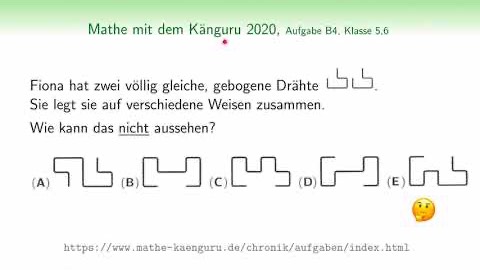 Mathe mit dem Känguru 2020, Aufgabe B4, Klasse 5,6
Fiona hat zwei völlig gleiche, gebogene Drähte .
Sie legt sie auf verschiedene Weisen zusammen.
Wie kann das nicht aussehen?
(A) (B) (C) (D) (E)
https://www.mathe-kaenguru.de/chronik/aufgaben/index.html